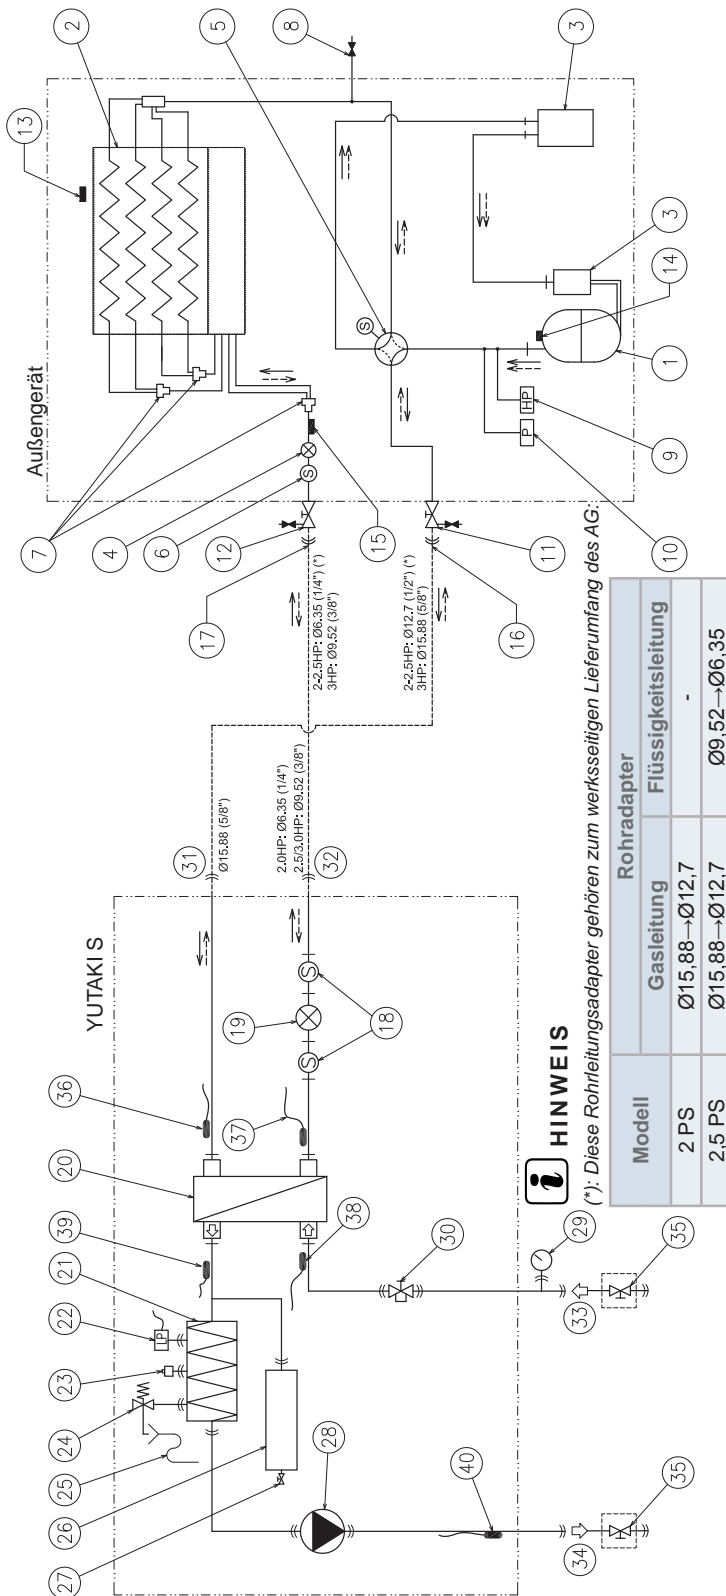 Außengerät
13
2
5
8
3
3
14
1
9
10
11
16
15
12
6
4
7
17
S
S
P
HP
2-2.5HP: Ø6.35 (1/4") (*)
3HP: Ø9.52 (3/8")
2-2.5HP: Ø12.7 (1/2") (*)
3HP: Ø15.88 (5/8")
YUTAKI S
31
Ø15.88 (5/8")
2.0HP: Ø6.35 (1/4")
2.5/3.0HP: Ø9.52 (3/8")
32
36
20
39
21
22
23
24
25
26
27
28
LP
37
19
18
S
S
38
30
29
33
35
40
34
35
i HINWEIS
(*): Diese Rohrleitungsadapter gehören zum werksseitigen Lieferumfang des AG:
Modell Rohradapter
Gasleitung Flüssigkeitsleitung
2 PS Ø15,88→Ø12,7 -
2,5 PS Ø15,88→Ø12,7 Ø9,52→Ø6,35